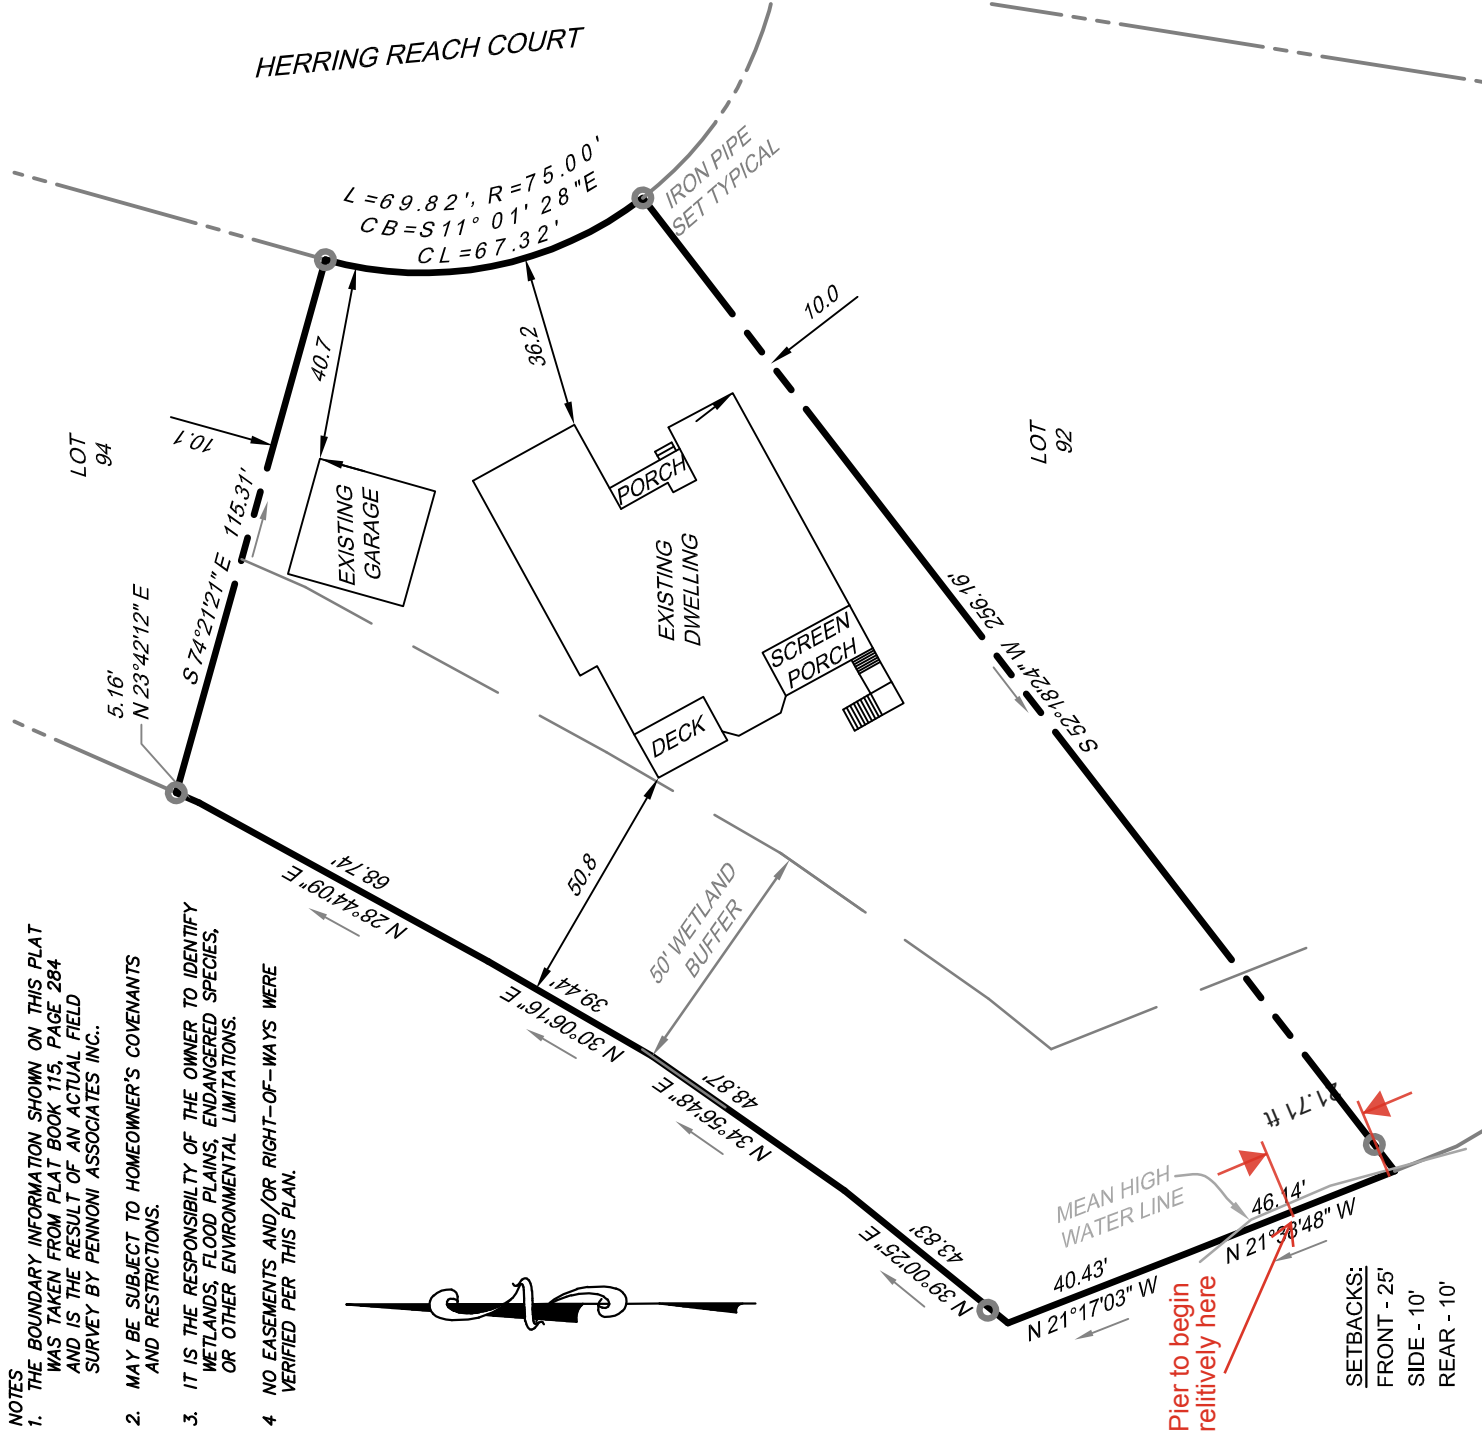 HERRING REACH COURT
L=69.82', R=75.00'
CB=S11° 01' 28"E
CL=67.32'
IRON PIPE
SET TYPICAL
10.0
40.7
36.2
10.1
LOT
94
LOT
92
S 74°21'21" E 115.31'
5.16'
N 23°42'12" E
EXISTING
GARAGE
PORCH
EXISTING
DWELLING
SCREEN
PORCH
DECK
S 52°18'24" W 256.16'
68.74'
N 28°44'09" E
50.8
50' WETLAND
BUFFER
39.44'
N 30°06'16" E
48.87'
N 34°56'48" E
43.83'
N 39°00'25" E
MEAN HIGH
WATER LINE
1.71 ft
46.14'
N 21°38'48" W
40.43'
N 21°17'03" W
Pier to begin
relitively here
SETBACKS:
FRONT - 25'
SIDE - 10'
REAR - 10'
N
NOTES
1. THE BOUNDARY INFORMATION SHOWN ON THIS PLAT
WAS TAKEN FROM PLAT BOOK 115, PAGE 284
AND IS THE RESULT OF AN ACTUAL FIELD
SURVEY BY PENNONI ASSOCIATES INC..
2. MAY BE SUBJECT TO HOMEOWNER'S COVENANTS
AND RESTRICTIONS.
3. IT IS THE RESPONSIBILTY OF THE OWNER TO IDENTIFY
WETLANDS, FLOOD PLAINS, ENDANGERED SPECIES,
OR OTHER ENVIRONMENTAL LIMITATIONS.
4 NO EASEMENTS AND/OR RIGHT-OF-WAYS WERE
VERIFIED PER THIS PLAN.